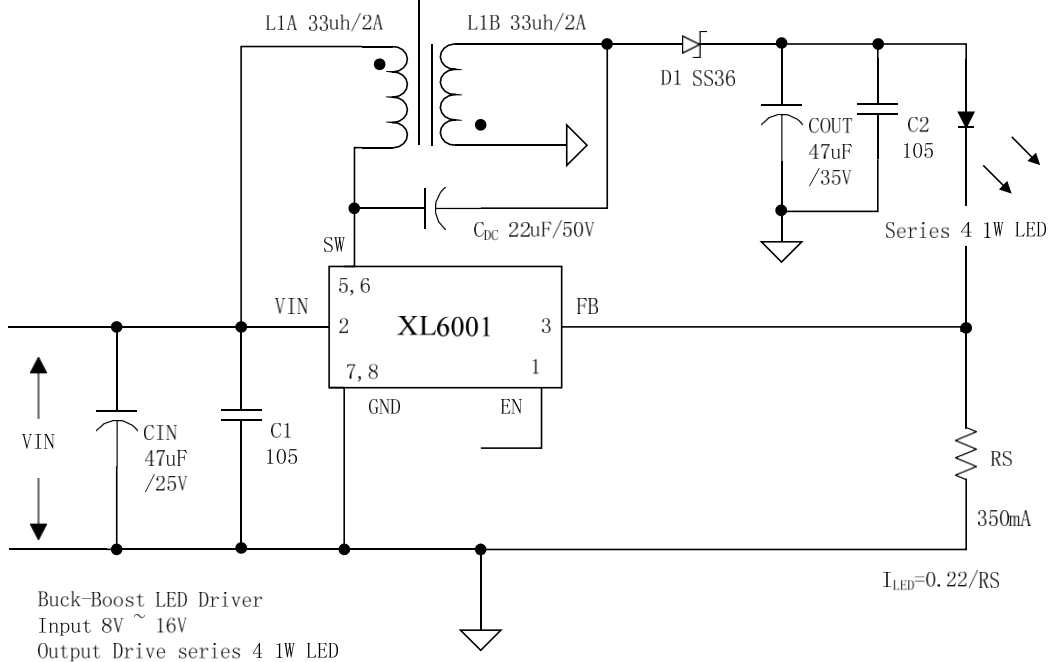 L1A 33uh/2A
L1B 33uh/2A
D1 SS36
COUT
47uF
/35V
C2
105
CDC 22uF/50V
Series 4 1W LED
SW
5,6
VIN
2
XL6001
3
FB
7,8
1
GND
EN
VIN
CIN
47uF
/25V
C1
105
RS
350mA
ILED=0.22/RS
Buck-Boost LED Driver
Input 8V ~ 16V
Output Drive series 4 1W LED